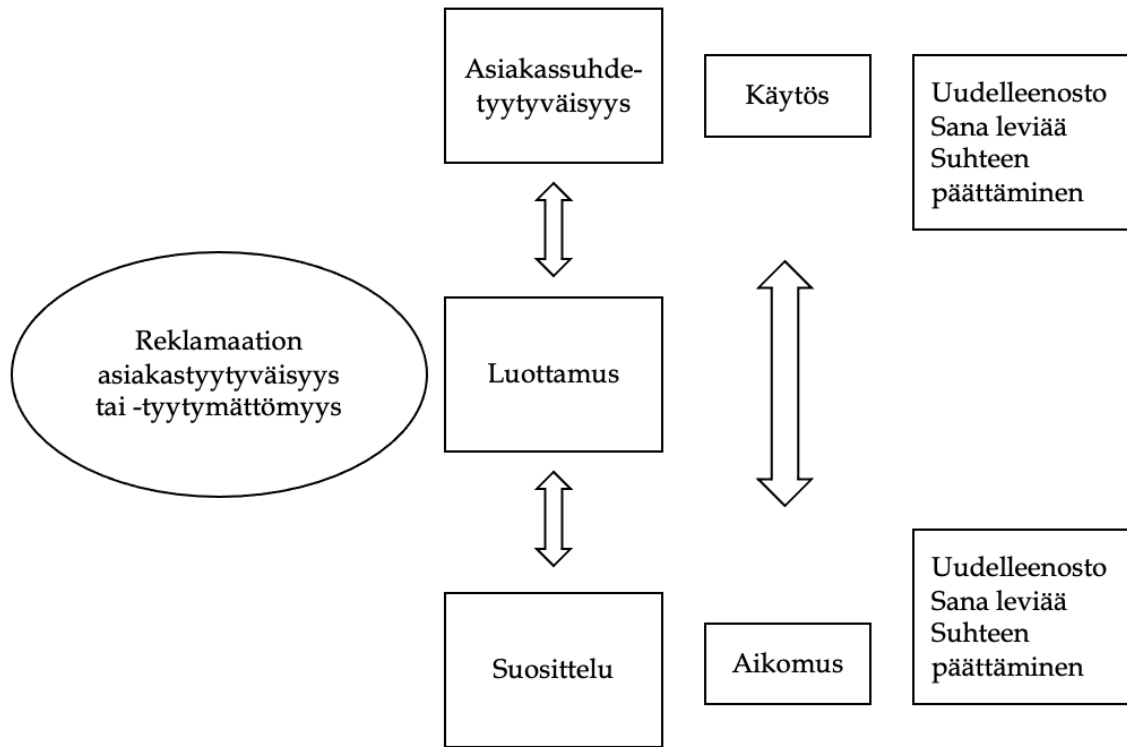 Asiakassuhde-
tyytyväisyys
Käytös
Uudelleenosto
Sana leviää
Suhteen
päättäminen
Reklamaation
asiakastyytyväisyys
tai -tyytymättömyys
Luottamus
Suosittelu
Aikomus
Uudelleenosto
Sana leviää
Suhteen
päättäminen